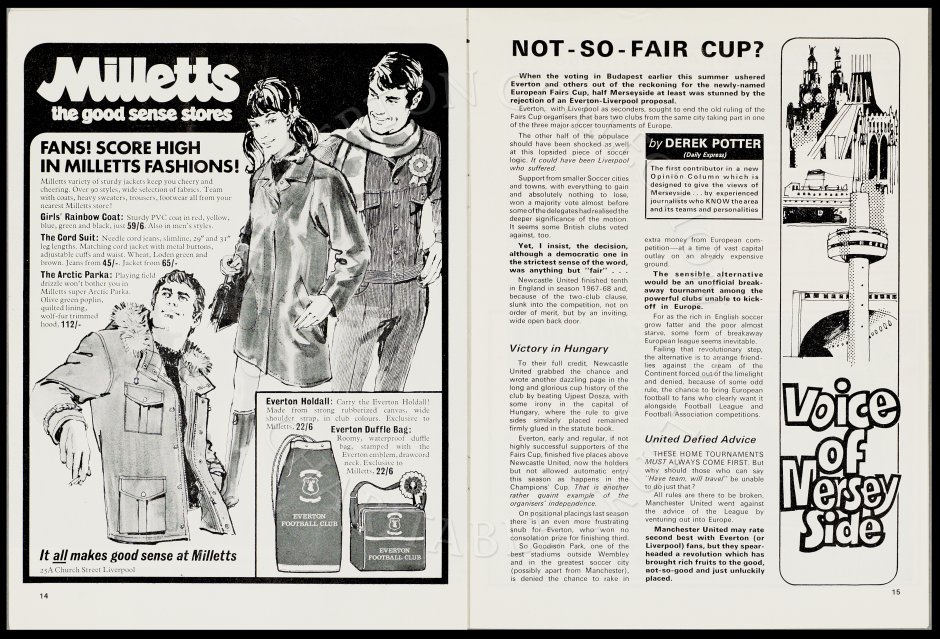 Milletts
the good sense stores
FANS! SCORE HIGH
IN MILLETTS FASHIONS!
Milletts variety of sturdy jackets keep you cheery and
cheering. Over 90 styles, wide selection of fabrics. Team
with coats, heavy sweaters, trousers, footwear all from your
nearest Milletts store!
Girls' Rainbow Coat: Sturdy PVC coat in red, yellow,
blue, green and black, just 59/6. Also in men's styles.
The Cord Suit: Needle cord jeans, slimline, 29" and 31"
leg lengths. Matching cord jacket with metal buttons,
adjustable cuffs and waist. Wheat, Loden green and
brown. Jeans from 45/-. Jacket from 65/-
The Arctic Parka: Playing field
drizzle won't bother you in
Milletts super Arctic Parka.
Olive green poplin,
quilted lining,
wolf-fur trimmed
hood, 112/-
Everton Holdall: Carry the Everton Holdall!
Made from strong rubberized canvas, wide
shoulder strap, in club colours. Exclusive to
Milletts, 22/6
Everton Duffle Bag:
Roomy, waterproof duffle
bag, stamped with the
Everton emblem, drawcord
neck. Exclusive to
Milletts, 22/6
EVERTON
FOOTBALL CLUB
EVERTON
FOOTBALL CLUB
It all makes good sense at Milletts
25A Church Street Liverpool
14
NOT-SO-FAIR CUP?
When the voting in Budapest earlier this summer ushered
Everton and others out of the reckoning for the newly-named
European Fairs Cup, half Merseyside at least was stunned by the
rejection of an Everton-Liverpool proposal.
Everton, with Liverpool as seconders, sought to end the old ruling of the
Fairs Cup organisers that bars two clubs from the same city taking part in one
of the three major soccer tournaments of Europe.
The other half of the populace
should have been shocked as well
at this lopsided piece of soccer
logic. It could have been Liverpool
who suffered.
Support from smaller Soccer cities
and towns, with everything to gain
and absolutely nothing to lose,
won a majority vote almost before
some of the delegates had realised the
deeper significance of the motion.
It seems some British clubs voted
against, too.
Yet, I insist, the decision,
although a democratic one in
the strictest sense of the word,
was anything but "fair" . . .
Newcastle United finished tenth
in England in season 1967-68 and,
because of the two-club clause,
slunk into the competition, not on
order of merit, but by an inviting,
wide open back door.
Victory in Hungary
To their full credit, Newcastle
United grabbed the chance and
wrote another dazzling page in the
long and glorious cup history of the
club by beating Ujpest Dosza, with
some irony in the capital of
Hungary, where the rule to give
sides similarly placed remained
firmly glued in the statute book.
Everton, early and regular, if not
highly successful supporters of the
Fairs Cup, finished five places above
Newcastle United, now the holders
but not allowed automatic entry
this season as happens in the
Champions' Cup. That is another
rather quaint example of the
organisers' independence.
On positional placings last season
there is an even more frustrating
snub for Everton, who won no
consolation prize for finishing third.
So Goodison Park, one of the
best stadiums outside Wembley
and in the greatest soccer city
(possibly apart from Manchester),
is denied the chance to rake in
by DEREK POTTER
(Daily Express)
The first contributor in a new
Opinion Column which is
designed to give the views of
Merseyside . . . by experienced
journalists who KNOW the area
and its teams and personalities
extra money from European com-
petition—at a time of vast capital
outlay on an already expensive
ground.
The sensible alternative
would be an unofficial break-
away tournament among the
powerful clubs unable to kick-
off in Europe.
For as the rich in English soccer
grow fatter and the poor almost
starve, some form of breakaway
European league seems inevitable.
Failing that revolutionary step,
the alternative is to arrange friend-
lies against the cream of the
Continent forced out of the limelight
and denied, because of some odd
rule, the chance to bring European
football to fans who clearly want it
alongside Football League and
Football Association competitions.
United Defied Advice
THESE HOME TOURNAMENTS
MUST ALWAYS COME FIRST. But
why should those who can say
"Have team, will travel" be unable
to do just that?
All rules are there to be broken.
Manchester United went against
the advice of the League by
venturing out into Europe.
Manchester United may rate
second best with Everton (or
Liverpool) fans, but they spear-
headed a revolution which has
brought rich fruits to the good,
not-so-good and just unluckily
placed.
Voice
of
Mersey
Side
15